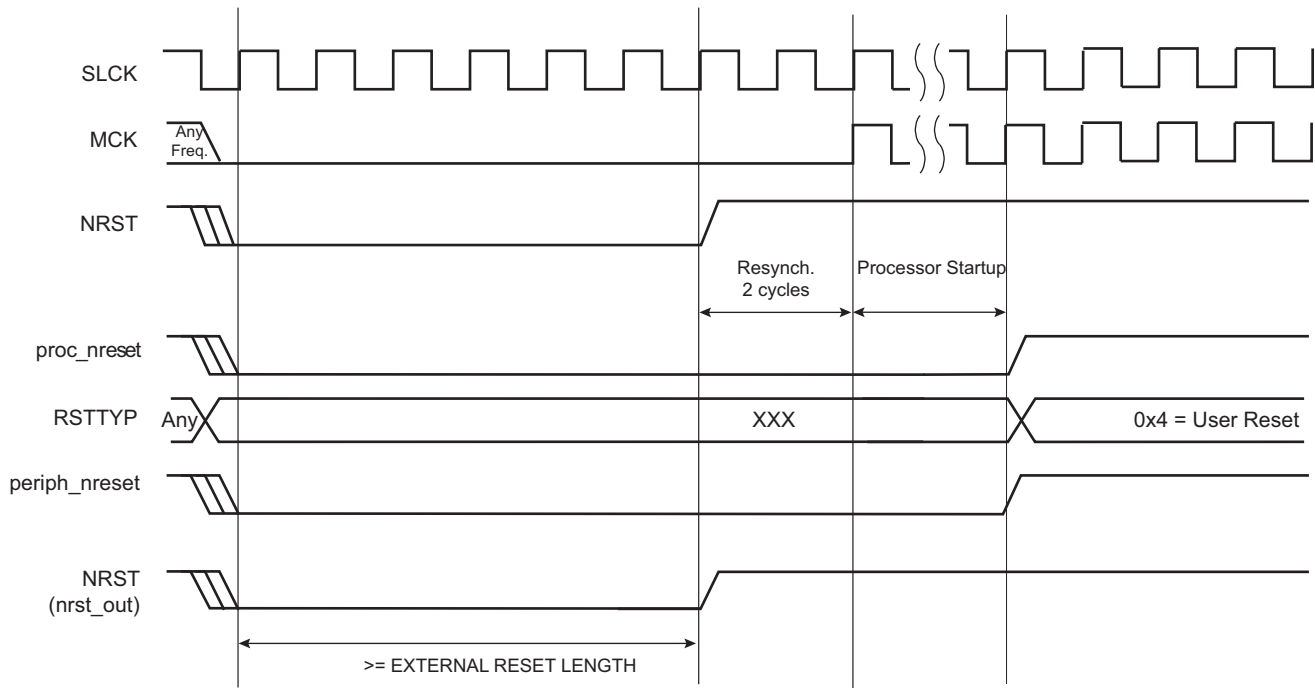 SLCK
MCK
Any
Freq.
NRST
Resynch.
2 cycles
Processor Startup
proc_nreset
RSTTYP
Any
XXX
0x4 = User Reset
periph_nreset
NRST
(nrst_out)
>= EXTERNAL RESET LENGTH